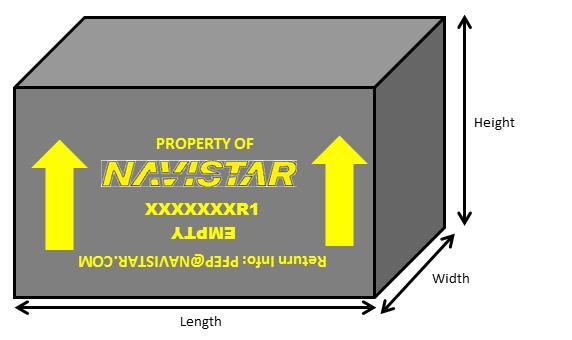 PROPERTY OF
NAVISTAR
XXXXXXXR1
EMPTY
Return Info: PFEP@NAVISTAR.COM
Height
Width
Length